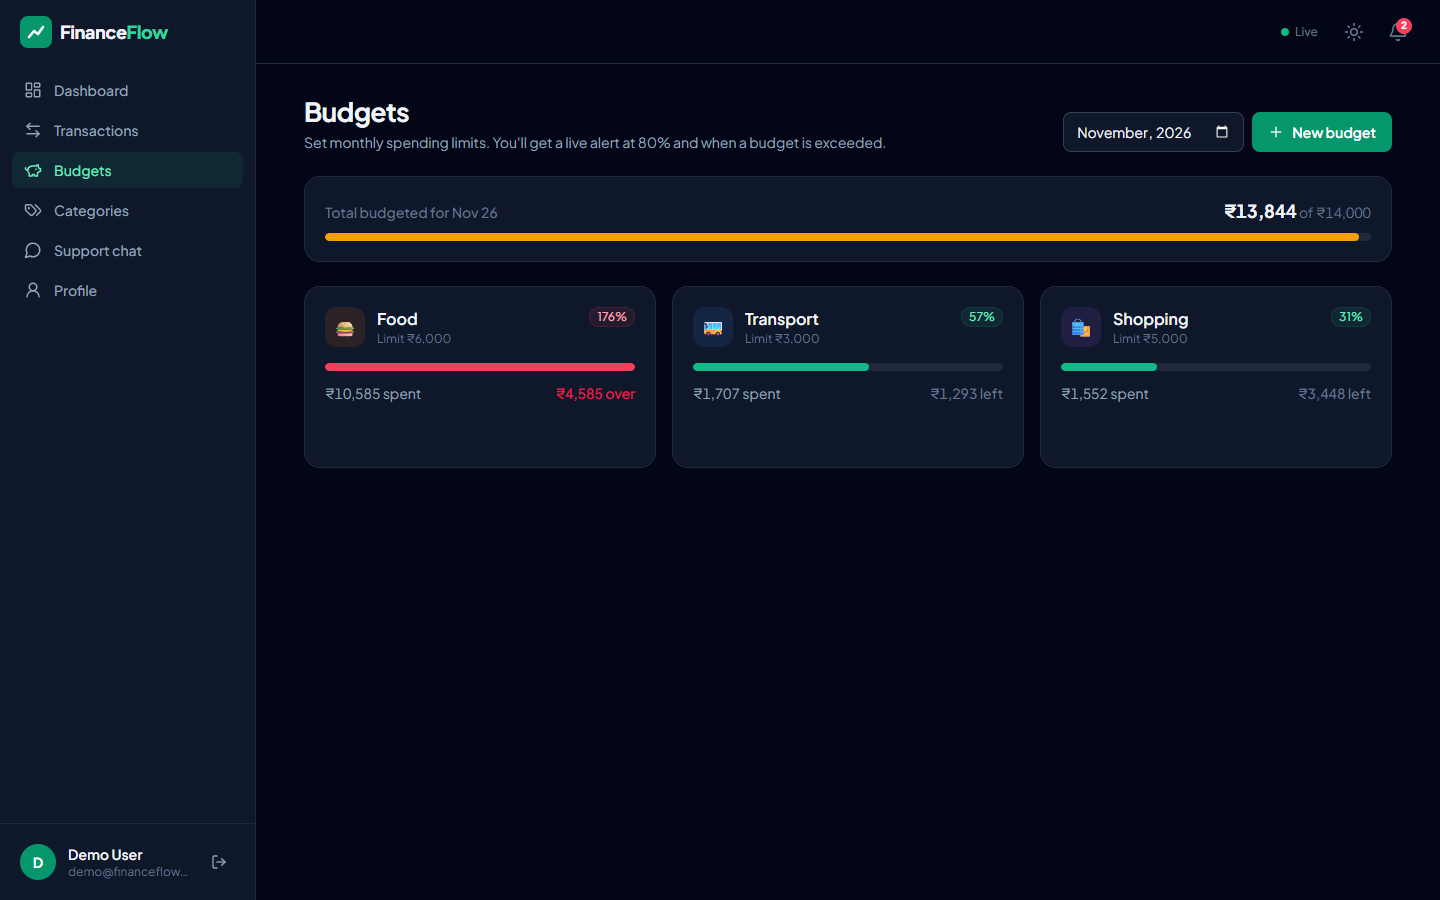 FinanceFlow
Live
2
Dashboard
Transactions
Budgets
Categories
Support chat
Profile
Budgets
Set monthly spending limits. You'll get a live alert at 80% and when a budget is exceeded.
November, 2026
New budget
Total budgeted for Nov 26
₹13,844 of ₹14,000
Food
Limit ₹6,000
176%
₹10,585 spent
₹4,585 over
Transport
Limit ₹3,000
57%
₹1,707 spent
₹1,293 left
Shopping
Limit ₹5,000
31%
₹1,552 spent
₹3,448 left
D
Demo User
demo@financeflow...